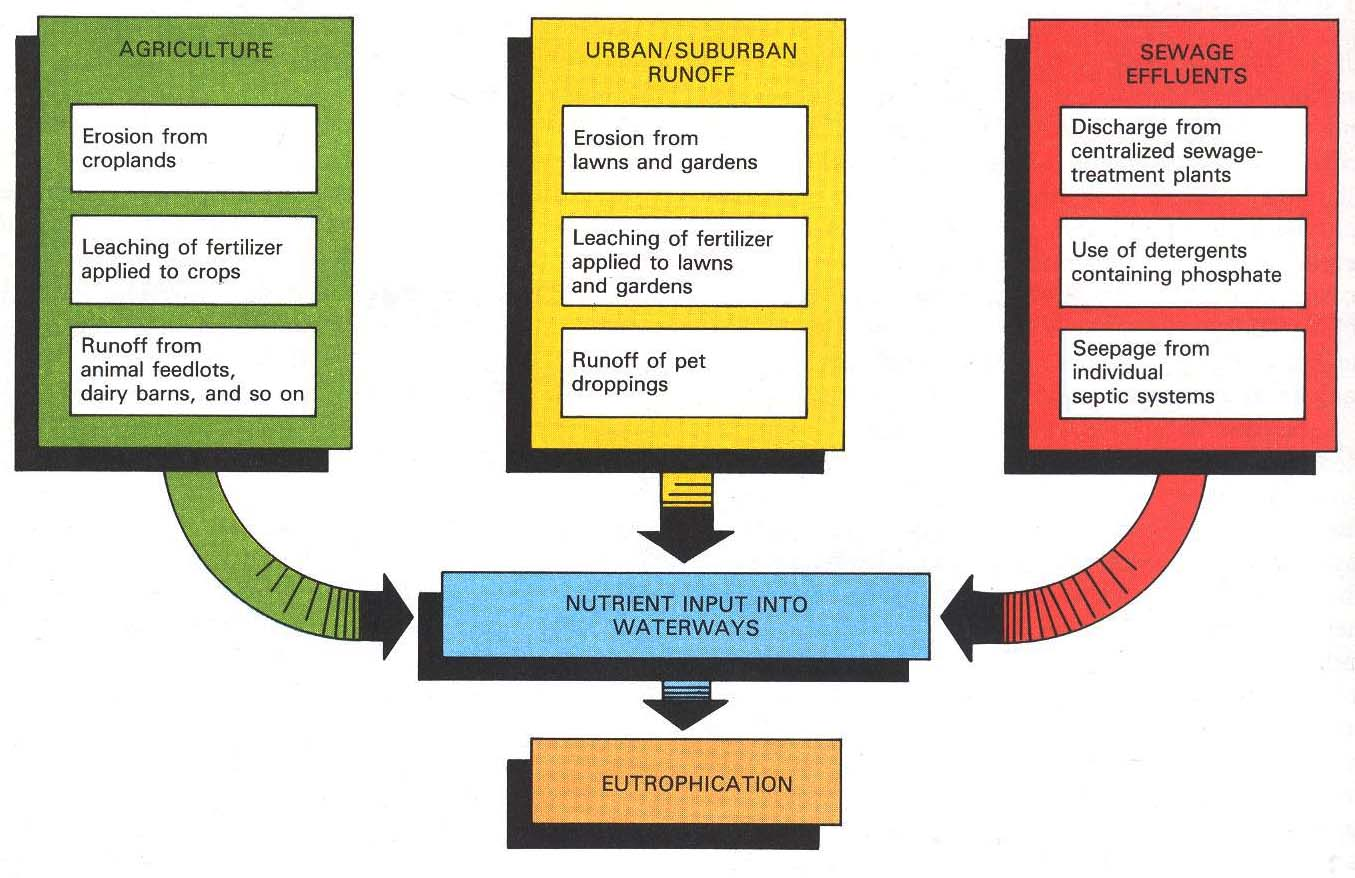 AGRICULTURE
Erosion from
croplands
Leaching of fertilizer
applied to crops
Runoff from
animal feedlots,
dairy barns, and so on
URBAN/SUBURBAN
RUNOFF
Erosion from
lawns and gardens
Leaching of fertilizer
applied to lawns
and gardens
Runoff of pet
droppings
SEWAGE
EFFLUENTS
Discharge from
centralized sewage-
treatment plants
Use of detergents
containing phosphate
Seepage from
individual
septic systems
NUTRIENT INPUT INTO
WATERWAYS
EUTROPHICATION